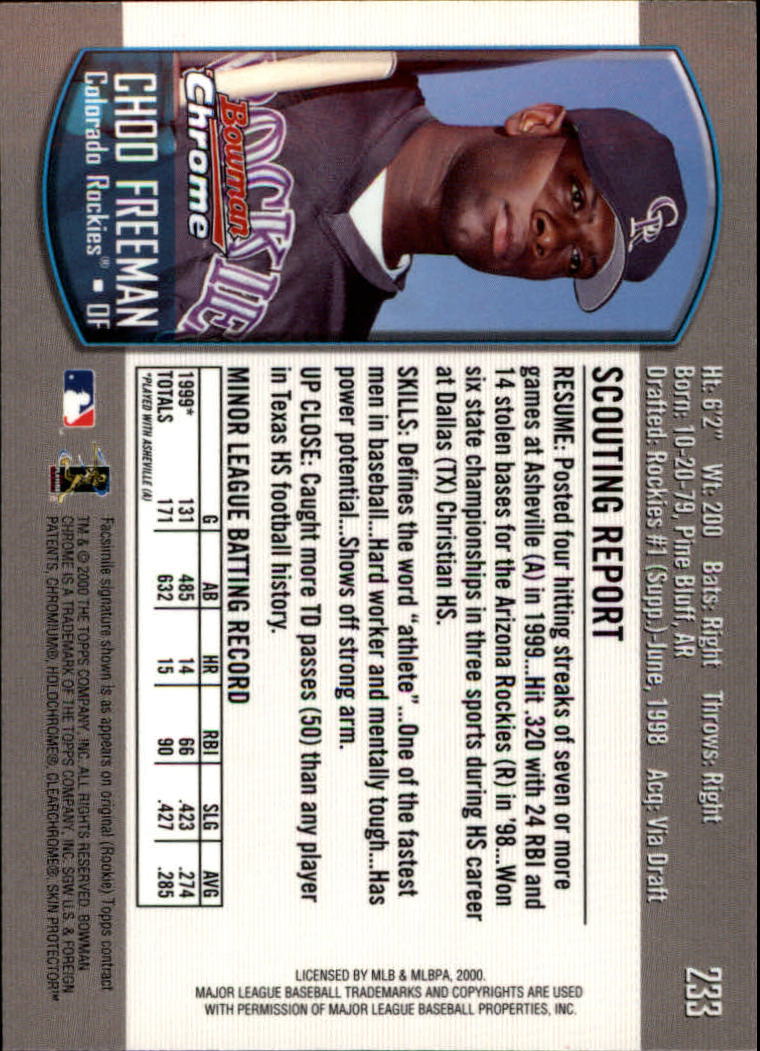 233
Ht: 6'2" Wt: 200 Bats: Right Throws: Right
Born: 10-20-79, Pine Bluff, AR
Drafted: Rockies #1 (Supp.)-June, 1998 Acq: Via Draft
CR
ROCKIE
Bowman
Chrome
CHOO FREEMAN
Colorado Rockies® ▪ OF
SCOUTING REPORT
RESUME: Posted four hitting streaks of seven or more
games at Asheville (A) in 1999...Hit .320 with 24 RBI and
14 stolen bases for the Arizona Rockies (R) in '98...Won
six state championships in three sports during HS career
at Dallas (TX) Christian HS.
SKILLS: Defines the word "athlete"...One of the fastest
men in baseball...Hard worker and mentally tough...Has
power potential...Shows off strong arm.
UP CLOSE: Caught more TD passes (50) than any player
in Texas HS football history.
MINOR LEAGUE BATTING RECORD
G AB HR RBI SLG AVG
1999* 131 485 14 66 .423 .274
TOTALS 171 632 15 90 .427 .285
*PLAYED WITH ASHEVILLE (A)
Facsimile signature shown is as appears on original (Rookie) Topps contract
TM & © 2000 THE TOPPS COMPANY, INC. ALL RIGHTS RESERVED. BOWMAN
CHROME IS A TRADEMARK OF THE TOPPS COMPANY, INC. SGW U.S. & FOREIGN
PATENTS, CHROMIUM®, HOLOCHROME®, CLEARCHROME®, SKIN PROTECTOR™
LICENSED BY MLB & MLBPA, 2000.
MAJOR LEAGUE BASEBALL TRADEMARKS AND COPYRIGHTS ARE USED
WITH PERMISSION OF MAJOR LEAGUE BASEBALL PROPERTIES, INC.